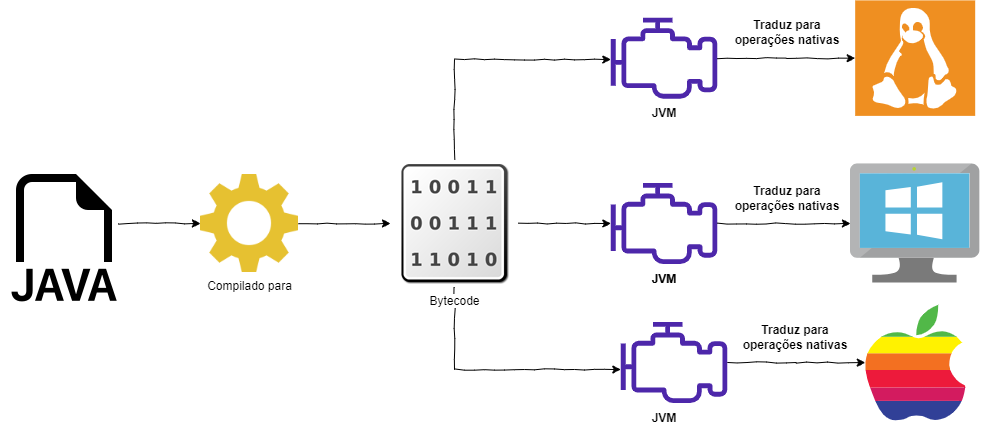 Traduz para
operações nativas
JVM
JAVA
Compilado para
10011
00111
11010
Bytecode
Traduz para
operações nativas
JVM
Traduz para
operações nativas
JVM